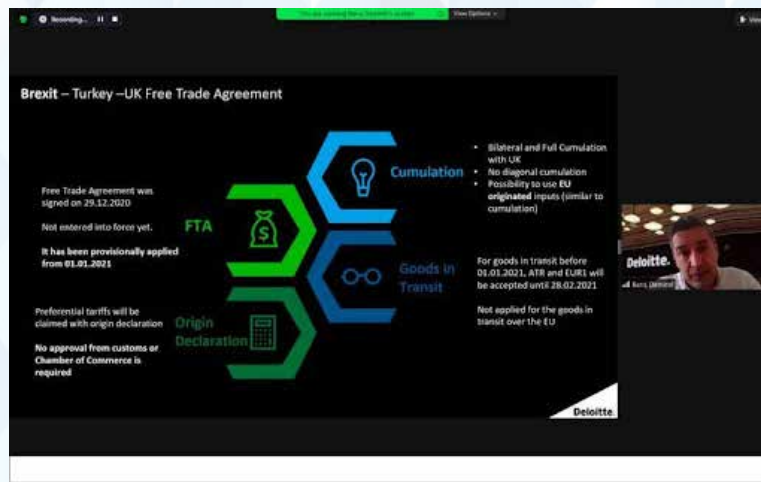 Recording...
View Options
View
Brexit – Turkey –UK Free Trade Agreement
Free Trade Agreement was
signed on 29.12.2020
Not entered into force yet.
It has been provisionally applied
from 01.01.2021
FTA
Cumulation
• Bilateral and Full Cumulation
with UK
• No diagonal cumulation
• Possibility to use EU
originated inputs (similar to
cumulation)
Preferential tariffs will be
claimed with origin declaration
No approval from customs or
Chamber of Commerce is
required
Origin
Declaration
Goods in
Transit
For goods in transit before
01.01.2021, ATR and EUR1 will
be accepted until 28.02.2021
Not applied for the goods in
transit over the EU
Deloitte.
Deloitte.